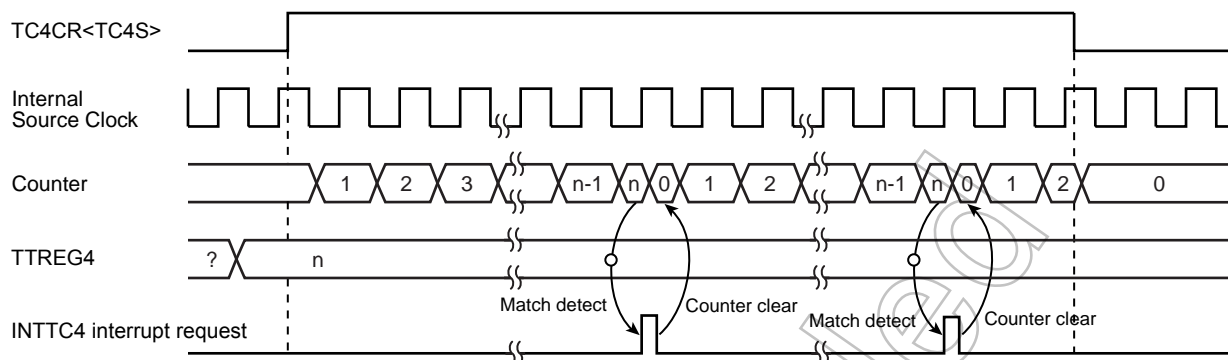 TC4CR<TC4S>
Internal
Source Clock
Counter 1 2 3 n-1 n 0 1 2 n-1 n 0 1 2 0
TTREG4 ? n
Match detect Counter clear Match detect Counter clear
INTTC4 interrupt request